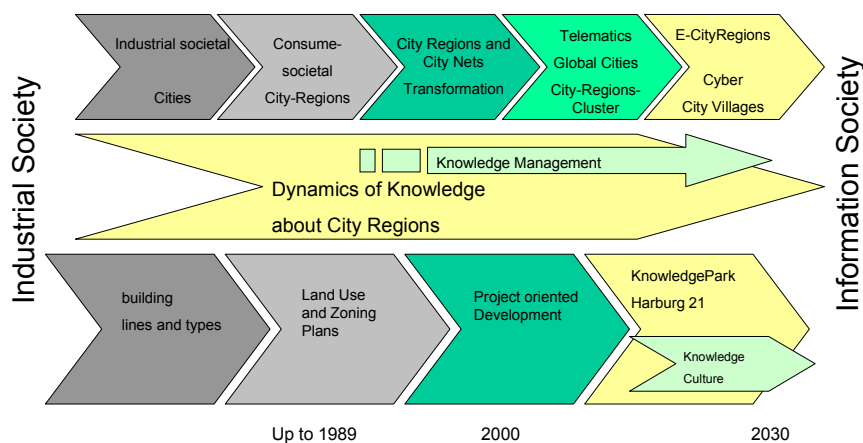 Industrial Society
Industrial societal
Cities
Consume-
societal
City-Regions
City Regions and
City Nets
Transformation
Telematics
Global Cities
City-Regions-
Cluster
E-CityRegions
Cyber
City Villages
Information Society
Knowledge Management
Dynamics of Knowledge
about City Regions
building
lines and types
Land Use
and Zoning
Plans
Project oriented
Development
KnowledgePark
Harburg 21
Knowledge
Culture
Up to 1989
2000
2030